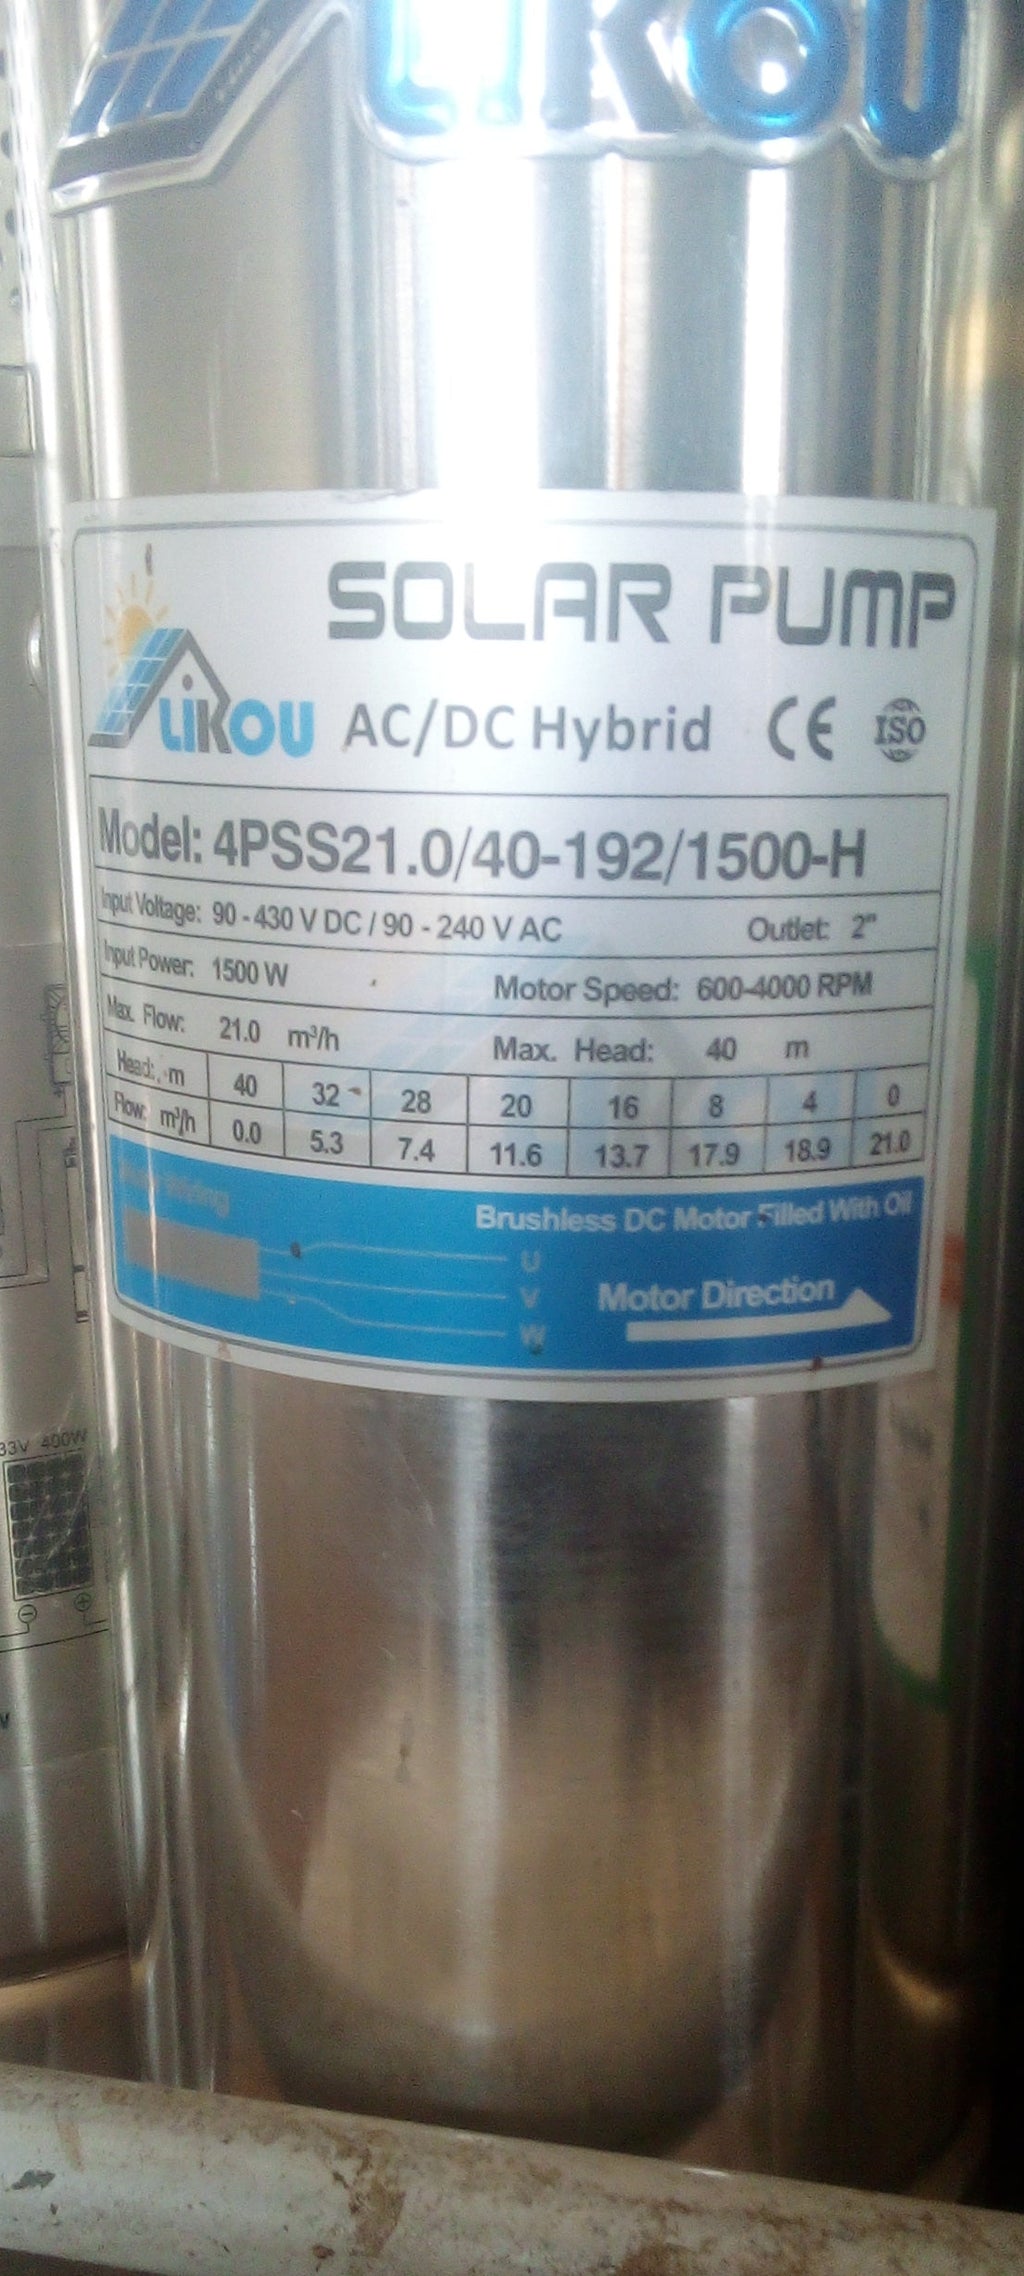 LIKOU
SOLAR PUMP
LIKOU AC/DC Hybrid CE ISO
Model: 4PSS21.0/40-192/1500-H
Input Voltage: 90 - 430 V DC / 90 - 240 V AC Outlet: 2"
Input Power: 1500 W Motor Speed: 600-4000 RPM
Max. Flow: 21.0 m³/h Max. Head: 40 m
Head: m 40 32 28 20 16 8 4 0
Flow: m³/h 0.0 5.3 7.4 11.6 13.7 17.9 18.9 21.0
wiring
Brushless DC Motor Filled With Oil
U
V
W
Motor Direction
33V 400W